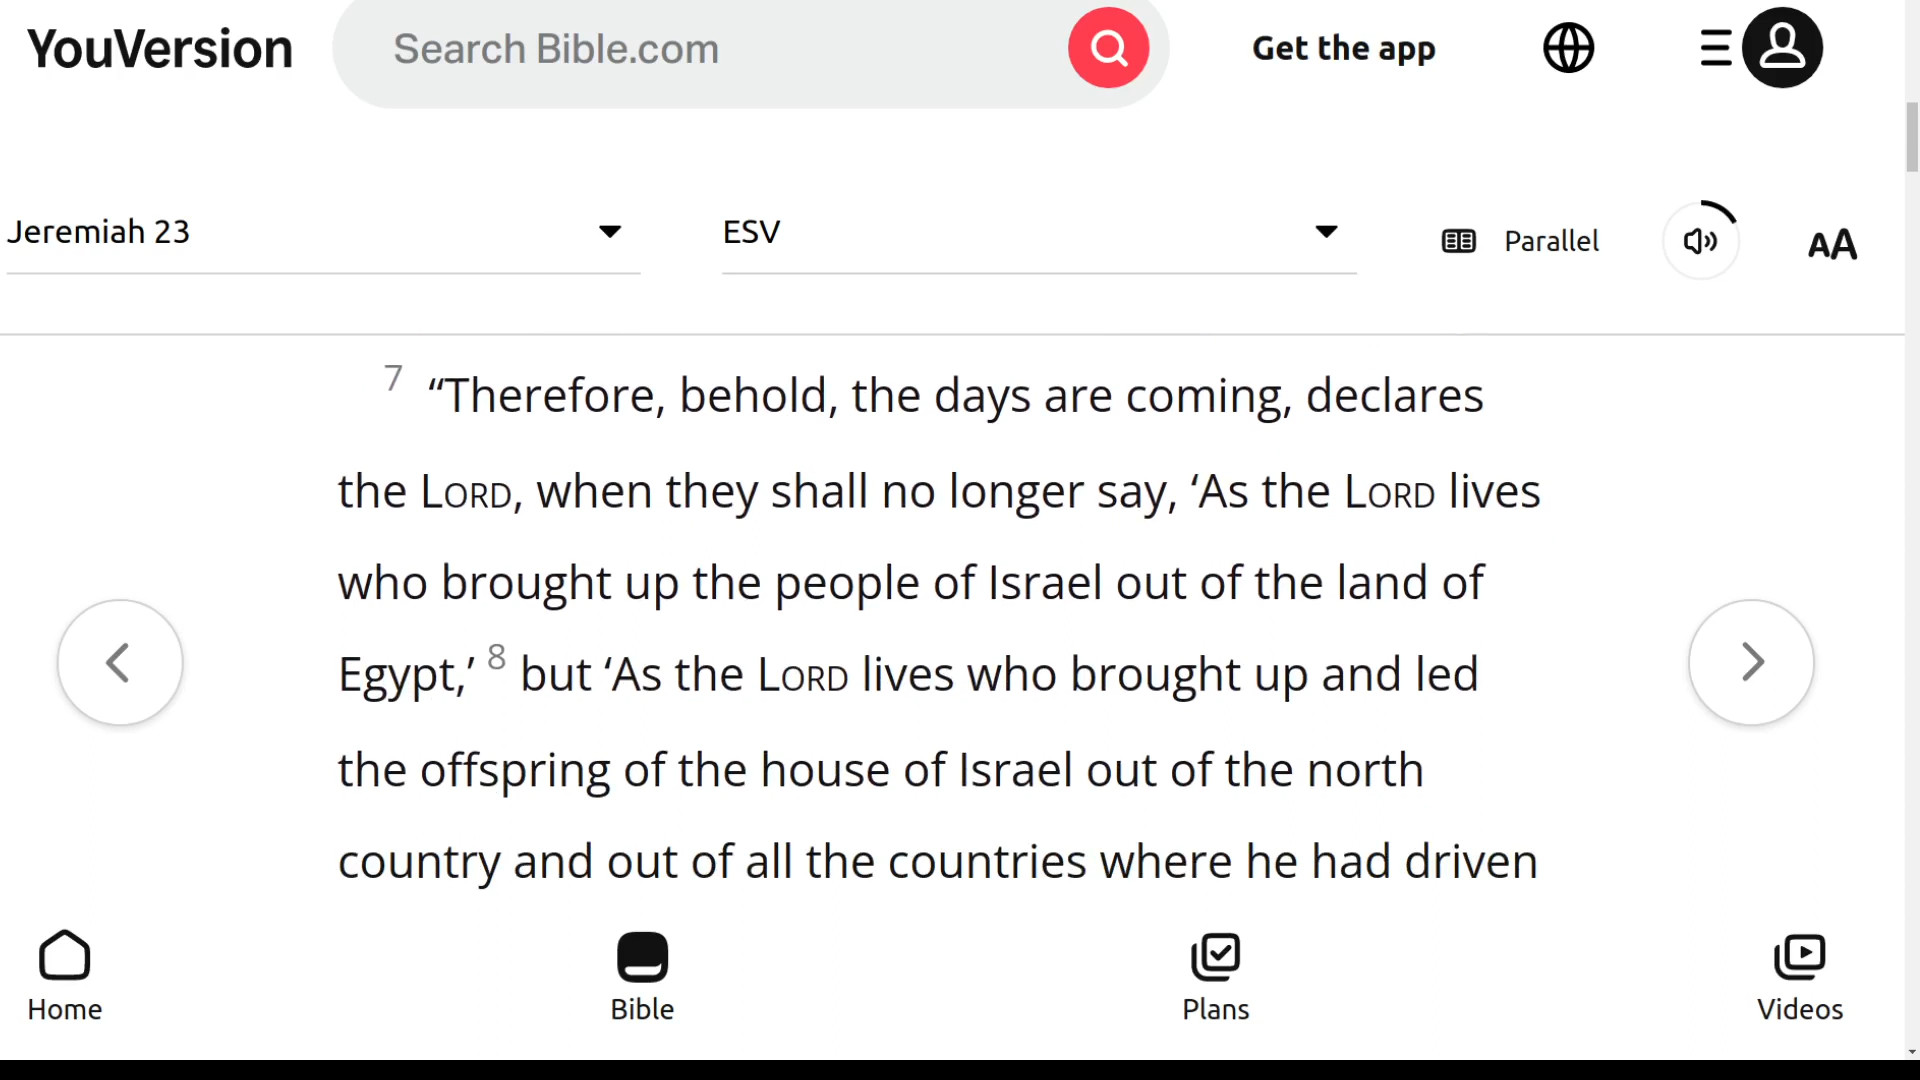 YouVersion
Search Bible.com
Get the app
Jeremiah 23
ESV
Parallel
AA
7 “Therefore, behold, the days are coming, declares
the LORD, when they shall no longer say, ‘As the LORD lives
who brought up the people of Israel out of the land of
Egypt,’ 8 but ‘As the LORD lives who brought up and led
the offspring of the house of Israel out of the north
country and out of all the countries where he had driven
Home
Bible
Plans
Videos